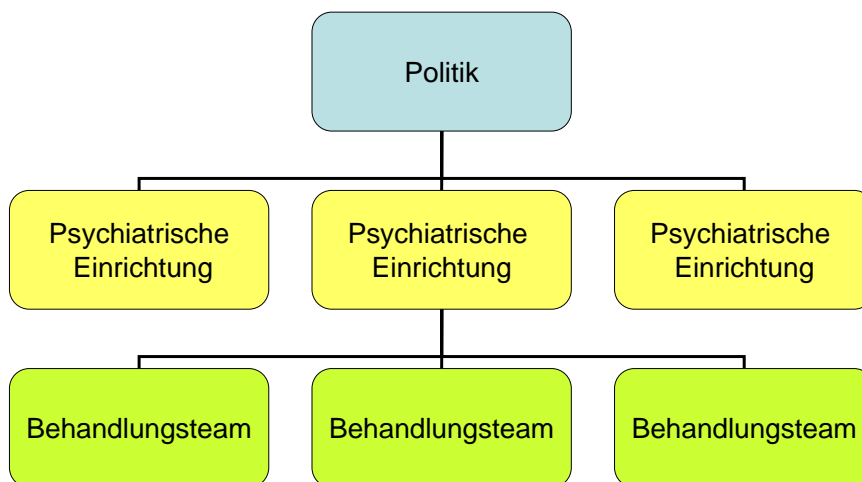 Politik
Psychiatrische
Einrichtung
Psychiatrische
Einrichtung
Psychiatrische
Einrichtung
Behandlungsteam
Behandlungsteam
Behandlungsteam